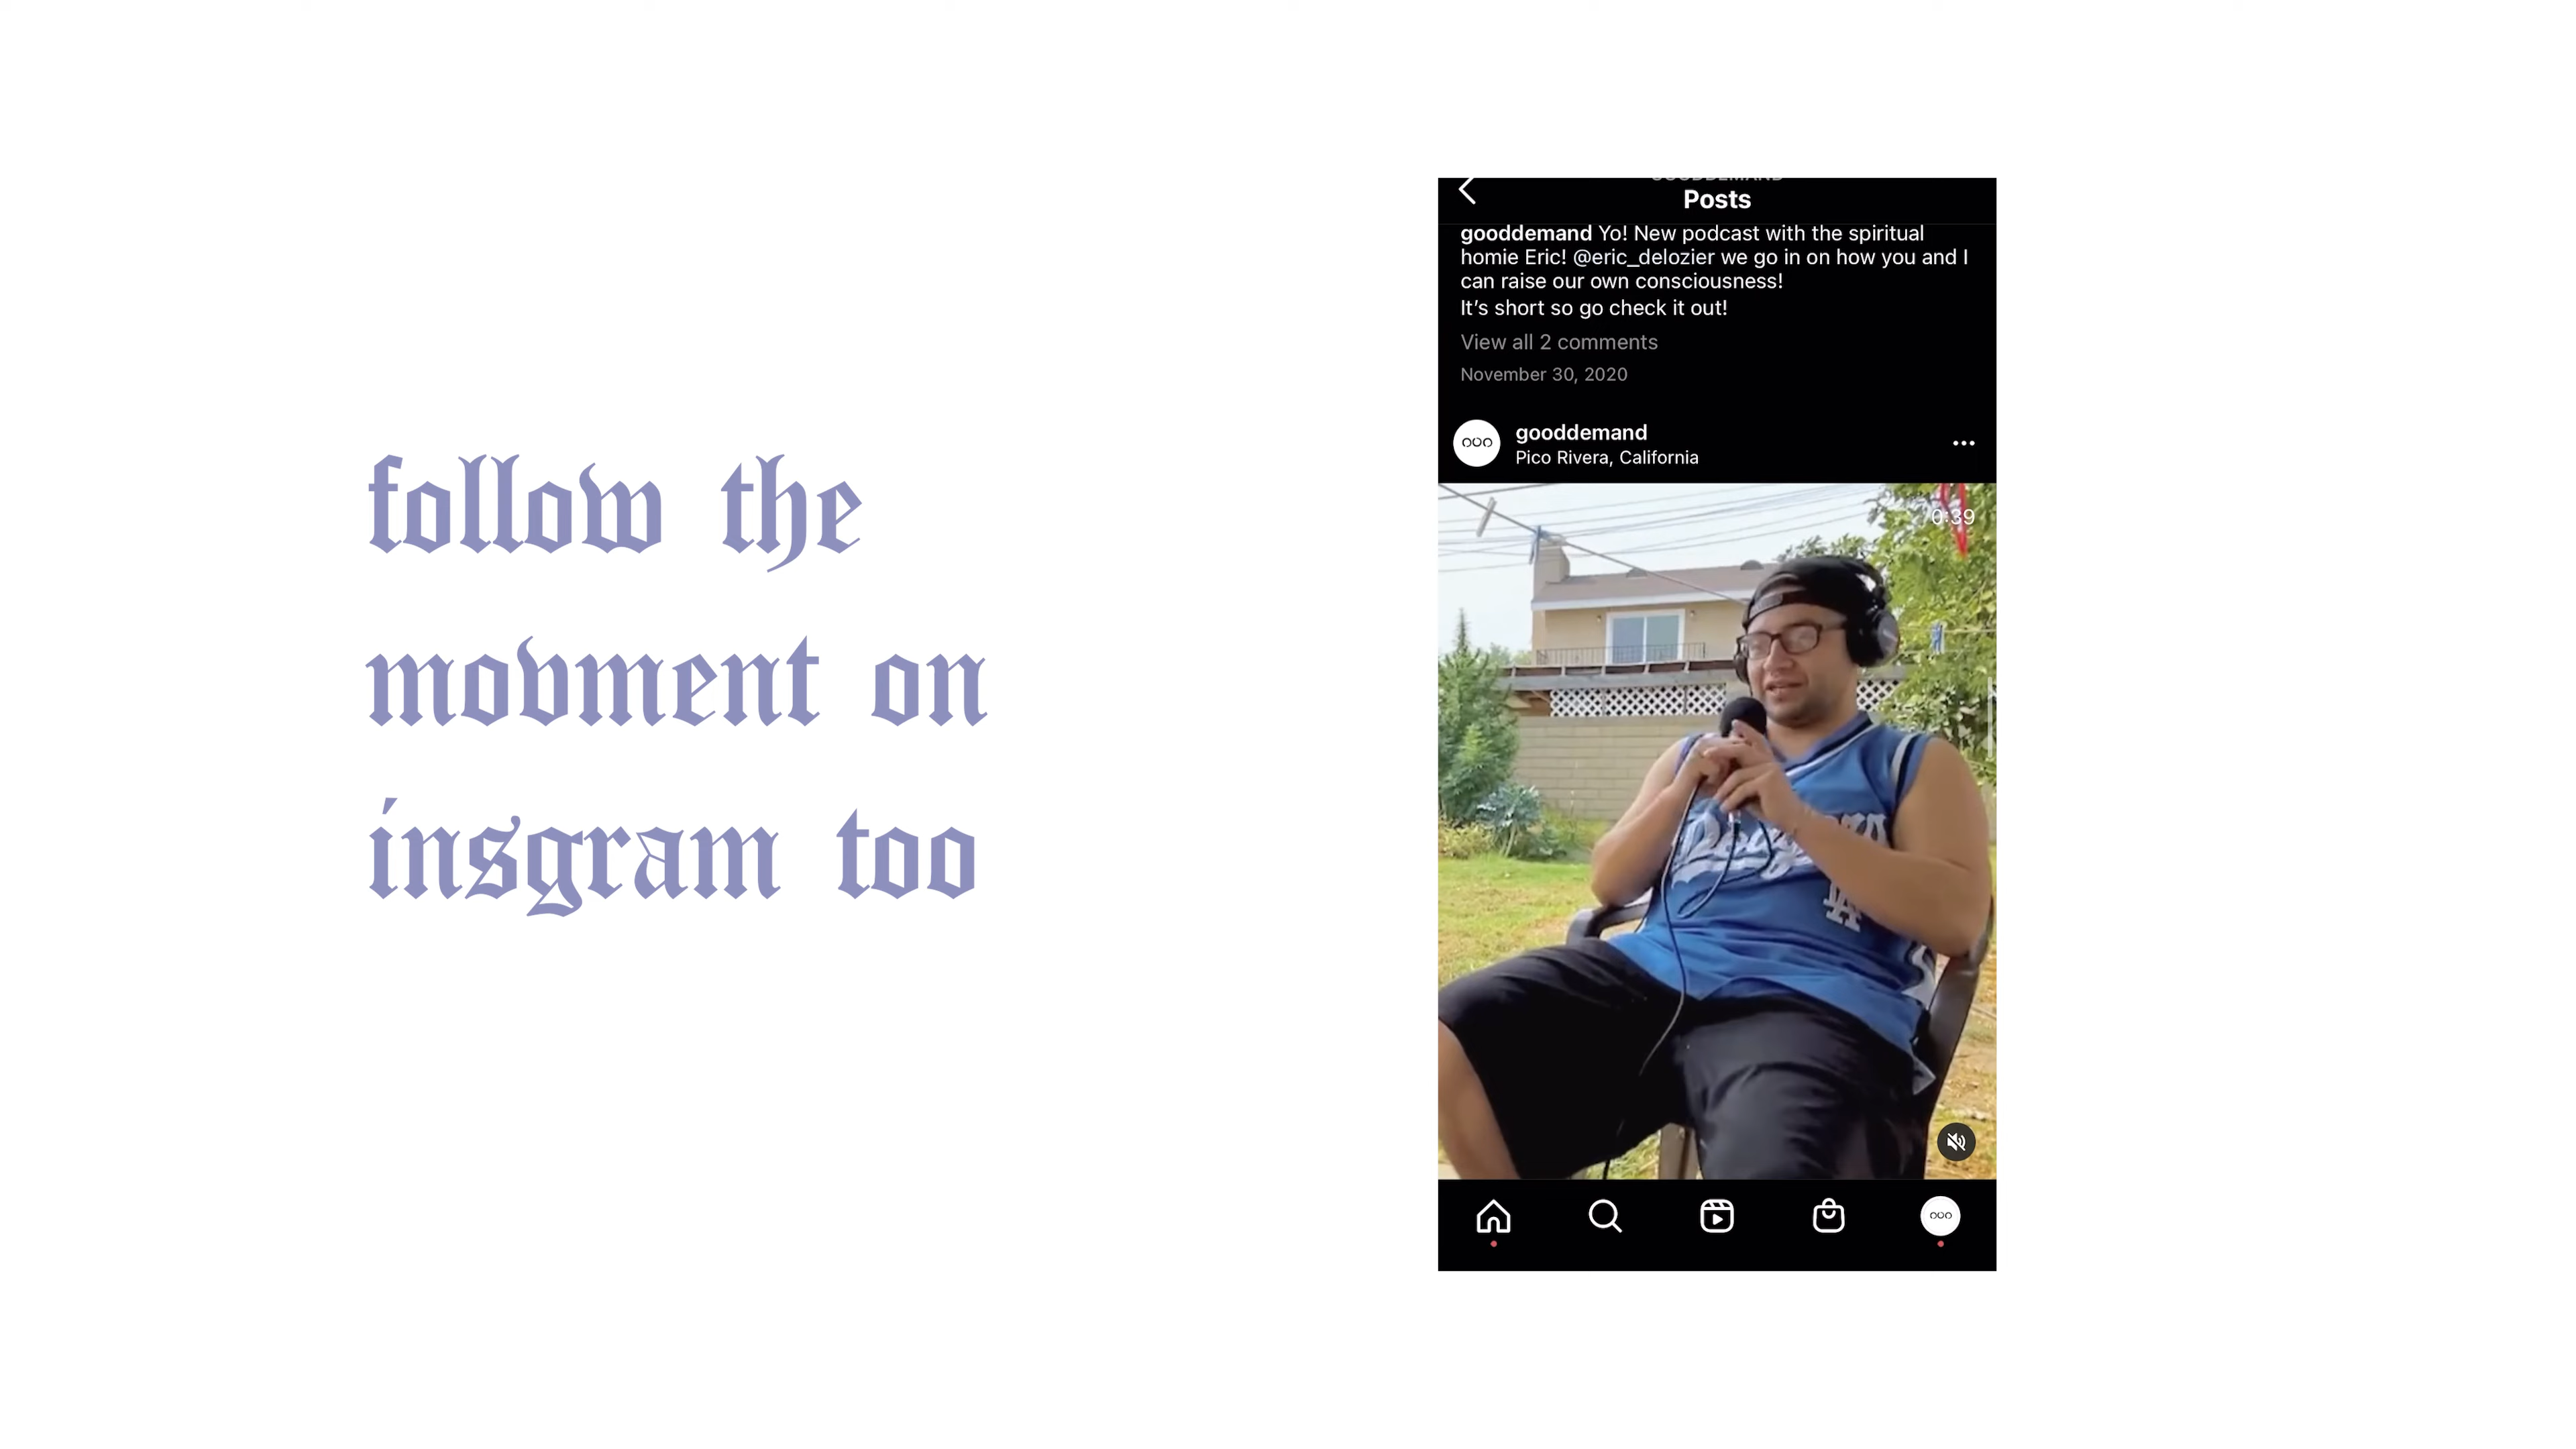 follow the
movment on
insgram too
Posts
gooddemand Yo! New podcast with the spiritual
homie Eric! @eric_delozier we go in on how you and I
can raise our own consciousness!
It's short so go check it out!
View all 2 comments
November 30, 2020
gooddemand
Pico Rivera, California
0:39
Dodgers
LA